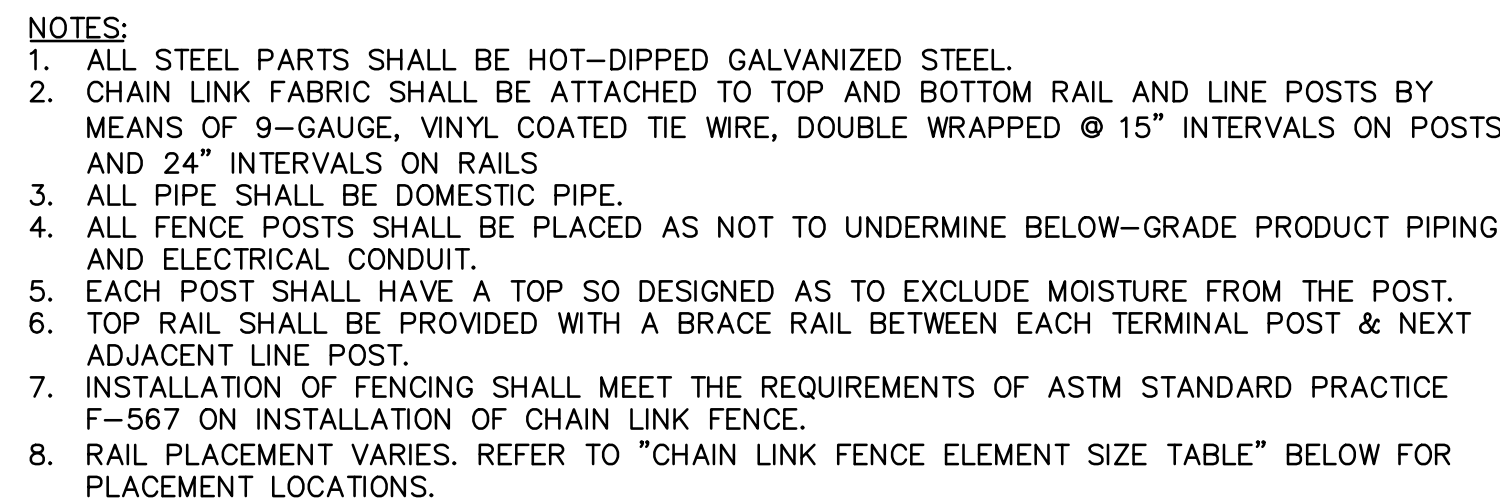 NOTES:
1. ALL STEEL PARTS SHALL BE HOT-DIPPED GALVANIZED STEEL.
2. CHAIN LINK FABRIC SHALL BE ATTACHED TO TOP AND BOTTOM RAIL AND LINE POSTS BY
MEANS OF 9-GAUGE, VINYL COATED TIE WIRE, DOUBLE WRAPPED @ 15" INTERVALS ON POSTS
AND 24" INTERVALS ON RAILS
3. ALL PIPE SHALL BE DOMESTIC PIPE.
4. ALL FENCE POSTS SHALL BE PLACED AS NOT TO UNDERMINE BELOW-GRADE PRODUCT PIPING
AND ELECTRICAL CONDUIT.
5. EACH POST SHALL HAVE A TOP SO DESIGNED AS TO EXCLUDE MOISTURE FROM THE POST.
6. TOP RAIL SHALL BE PROVIDED WITH A BRACE RAIL BETWEEN EACH TERMINAL POST & NEXT
ADJACENT LINE POST.
7. INSTALLATION OF FENCING SHALL MEET THE REQUIREMENTS OF ASTM STANDARD PRACTICE
F-567 ON INSTALLATION OF CHAIN LINK FENCE.
8. RAIL PLACEMENT VARIES. REFER TO "CHAIN LINK FENCE ELEMENT SIZE TABLE" BELOW FOR
PLACEMENT LOCATIONS.